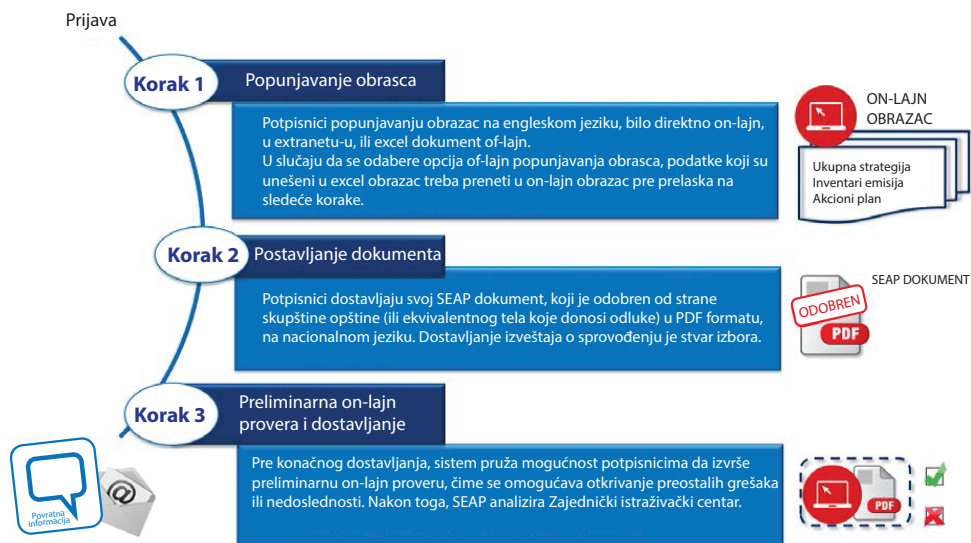 Prijava
Korak 1
Popunjavanje obrasca
Potpisnici popunjavanju obrazac na engleskom jeziku, bilo direktno on-lajn,
u extranetu-u, ili excel dokument of-lajn.
U slučaju da se odabere opcija of-lajn popunjavanja obrasca, podatke koji su
unešeni u excel obrazac treba preneti u on-lajn obrazac pre prelaska na
sledeće korake.
ON-LAJN
OBRAZAC
Ukupna strategija
Inventari emisija
Akcioni plan
Korak 2
Postavljanje dokumenta
Potpisnici dostavljaju svoj SEAP dokument, koji je odobren od strane
skupštine opštine (ili ekvivalentnog tela koje donosi odluke) u PDF formatu,
na nacionalnom jeziku. Dostavljanje izveštaja o sprovođenju je stvar izbora.
SEAP DOKUMENT
ODOBREN
PDF
Korak 3
Preliminarna on-lajn
provera i dostavljanje
Pre konačnog dostavljanja, sistem pruža mogućnost potpisnicima da izvrše
preliminarnu on-lajn proveru, čime se omogućava otkrivanje preostalih grešaka
ili nedoslednosti. Nakon toga, SEAP analizira Zajednički istraživački centar.
Povratna
informacija
@
PDF